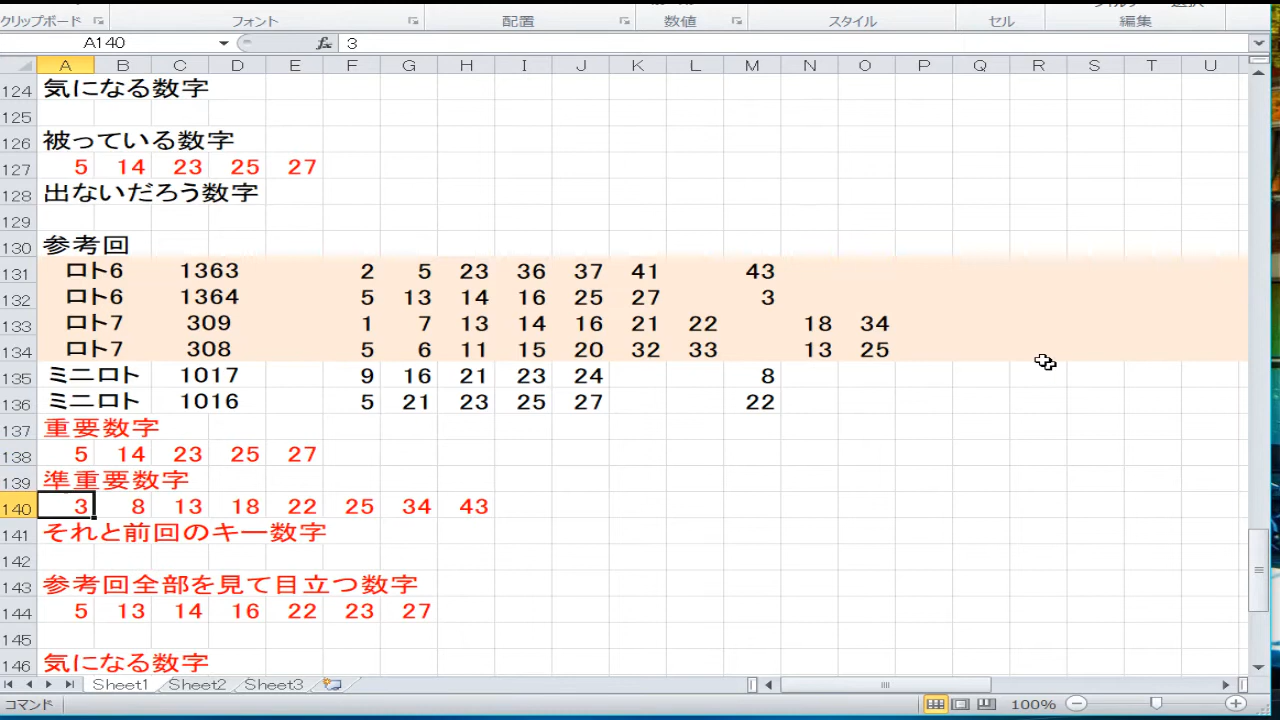 クリップボード フォント 配置 数値 スタイル セル 編集
A140 fx 3
A B C D E F G H I J K L M N O P Q R S T U
124 気になる数字
125
126 被っている数字
127 5 14 23 25 27
128 出ないだろう数字
129
130 参考回
131 ロト6 1363 2 5 23 36 37 41 43
132 ロト6 1364 5 13 14 16 25 27 3
133 ロト7 309 1 7 13 14 16 21 22 18 34
134 ロト7 308 5 6 11 15 20 32 33 13 25
135 ミニロト 1017 9 16 21 23 24 8
136 ミニロト 1016 5 21 23 25 27 22
137 重要数字
138 5 14 23 25 27
139 準重要数字
140 3 8 13 18 22 25 34 43
141 それと前回のキー数字
142
143 参考回全部を見て目立つ数字
144 5 13 14 16 22 23 27
145
146 気になる数字
Sheet1 Sheet2 Sheet3
コマンド 100%